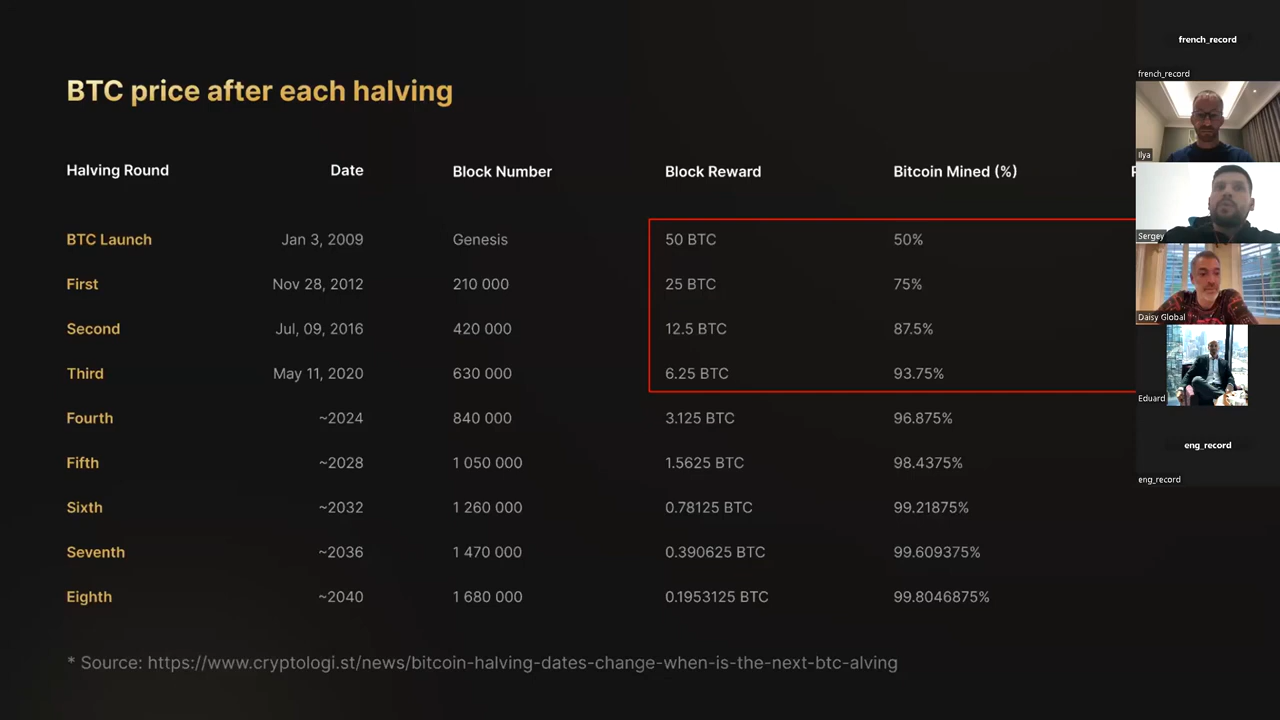 BTC price after each halving
Halving Round Date Block Number Block Reward Bitcoin Mined (%)
BTC Launch Jan 3, 2009 Genesis 50 BTC 50%
First Nov 28, 2012 210 000 25 BTC 75%
Second Jul, 09, 2016 420 000 12.5 BTC 87.5%
Third May 11, 2020 630 000 6.25 BTC 93.75%
Fourth ~2024 840 000 3.125 BTC 96.875%
Fifth ~2028 1 050 000 1.5625 BTC 98.4375%
Sixth ~2032 1 260 000 0.78125 BTC 99.21875%
Seventh ~2036 1 470 000 0.390625 BTC 99.609375%
Eighth ~2040 1 680 000 0.1953125 BTC 99.8046875%
* Source: https://www.cryptologi.st/news/bitcoin-halving-dates-change-when-is-the-next-btc-alving
french_record
french_record
Ilya
Sergey
Daisy Global
Eduard
eng_record
eng_record